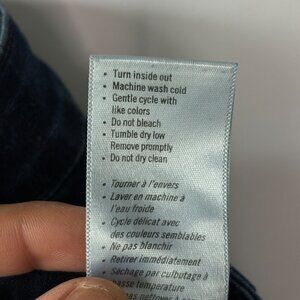 • Turn inside out
• Machine wash cold
• Gentle cycle with
like colors
• Do not bleach
• Tumble dry low
Remove promptly
• Do not dry clean
• Tourner à l'envers
• Laver en machine à
l'eau froide
• Cycle délicat avec
des couleurs semblables
• Ne pas blanchir
• Retirer immédiatement
• Séchage par culbutage à
basse température
pas nettoyer